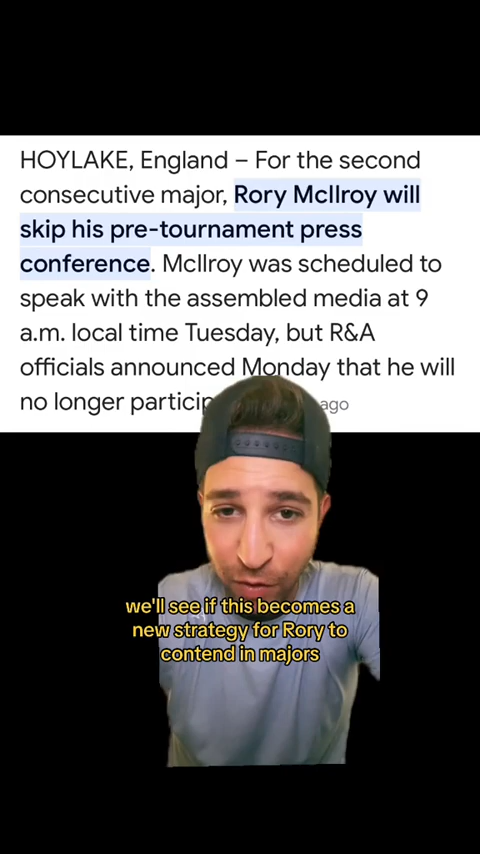 HOYLAKE, England – For the second
consecutive major, Rory McIlroy will
skip his pre-tournament press
conference. McIlroy was scheduled to
speak with the assembled media at 9
a.m. local time Tuesday, but R&A
officials announced Monday that he will
no longer ago
we'll see if this becomes a
new strategy for Rory to
contend in majors